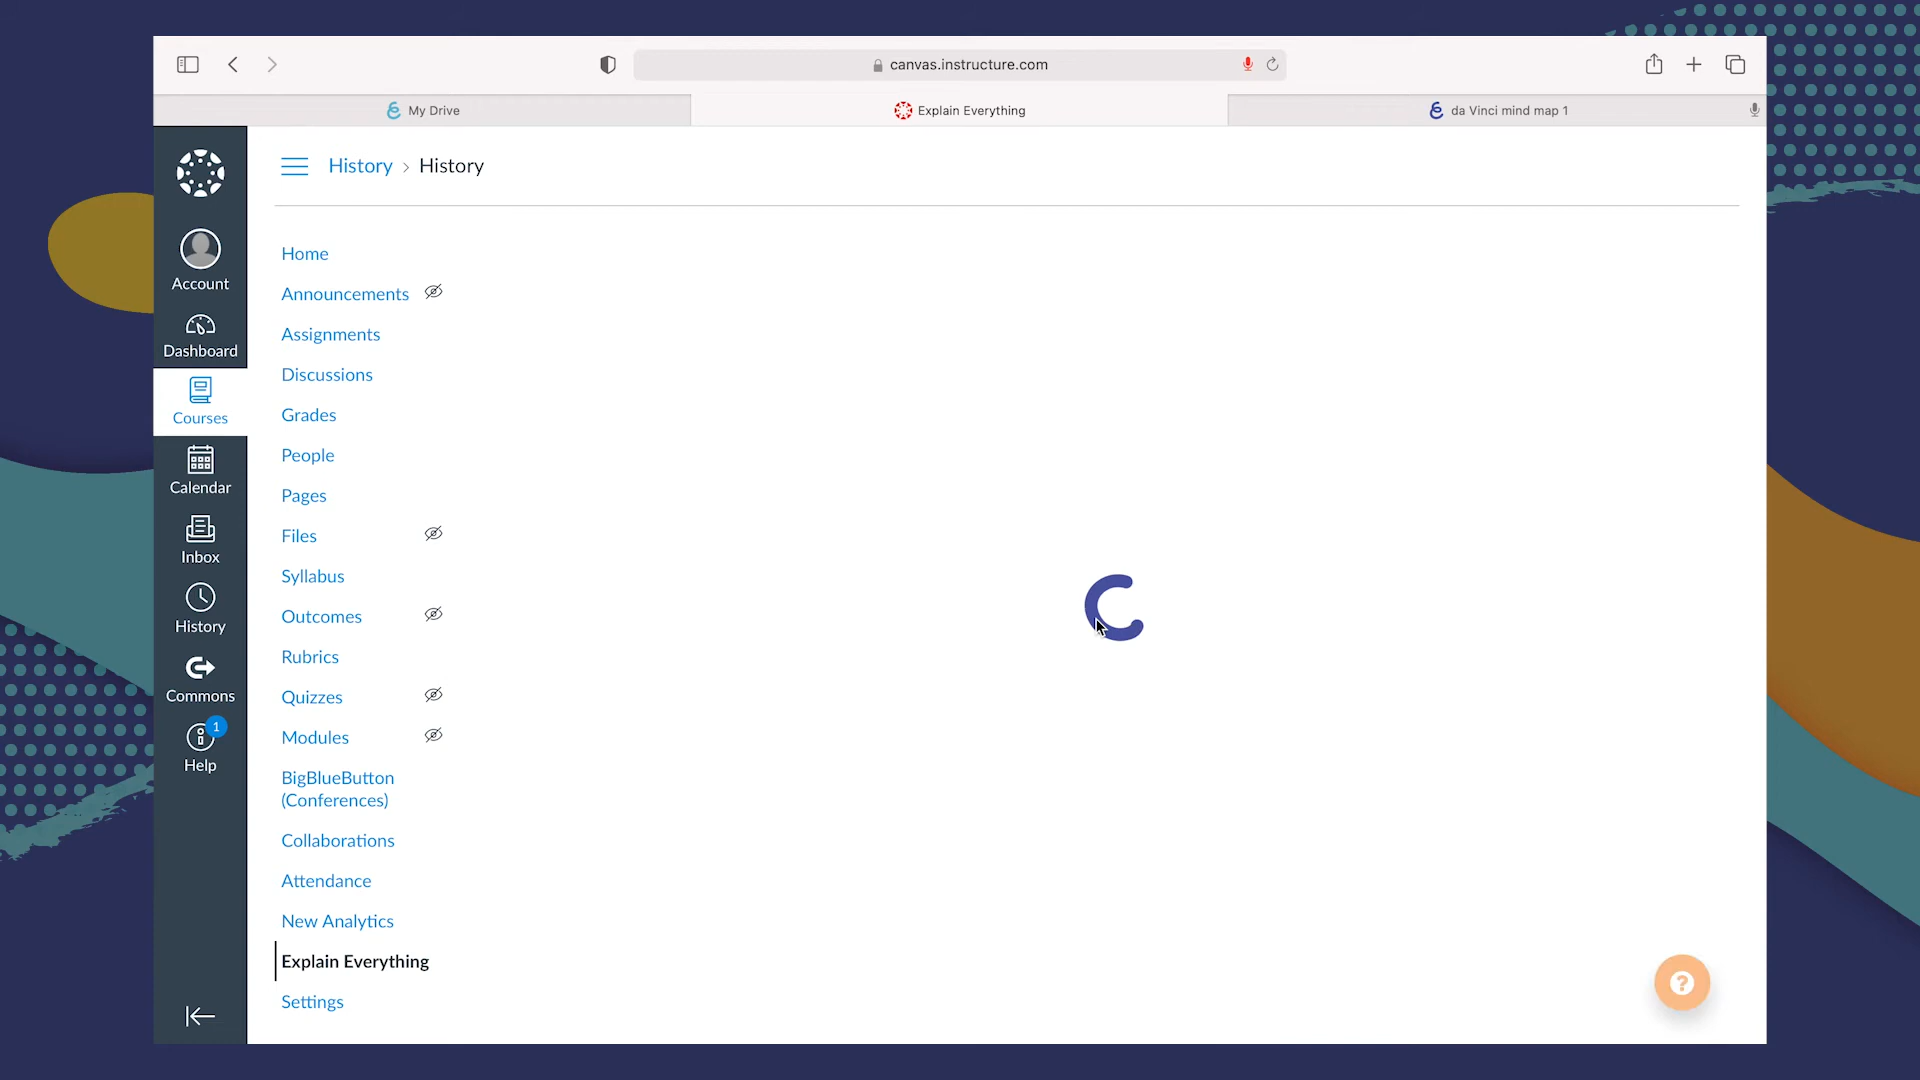 canvas.instructure.com
My Drive
Explain Everything
da Vinci mind map 1
History > History
Account
Dashboard
Courses
Calendar
Inbox
History
Commons
1
Help
Home
Announcements
Assignments
Discussions
Grades
People
Pages
Files
Syllabus
Outcomes
Rubrics
Quizzes
Modules
BigBlueButton
(Conferences)
Collaborations
Attendance
New Analytics
Explain Everything
Settings
?